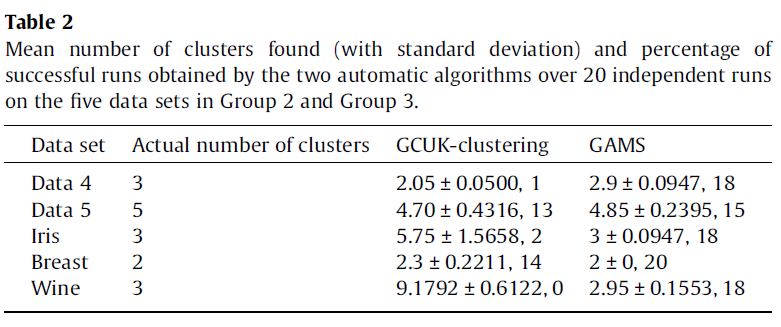 Table 2
Mean number of clusters found (with standard deviation) and percentage of
successful runs obtained by the two automatic algorithms over 20 independent runs
on the five data sets in Group 2 and Group 3.
Data set Actual number of clusters GCUK-clustering GAMS
Data 4 3 2.05 ± 0.0500, 1 2.9 ± 0.0947, 18
Data 5 5 4.70 ± 0.4316, 13 4.85 ± 0.2395, 15
Iris 3 5.75 ± 1.5658, 2 3 ± 0.0947, 18
Breast 2 2.3 ± 0.2211, 14 2 ± 0, 20
Wine 3 9.1792 ± 0.6122, 0 2.95 ± 0.1553, 18